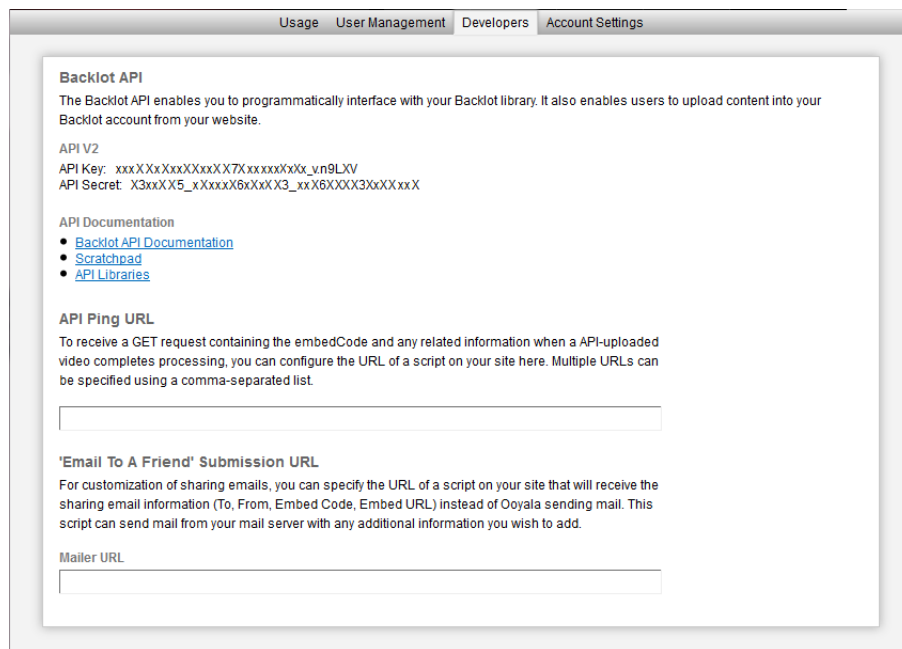 Usage User Management Developers Account Settings
Backlot API
The Backlot API enables you to programmatically interface with your Backlot library. It also enables users to upload content into your
Backlot account from your website.
API V2
API Key: xxxXXxXxxXXxxXX7XxxxxxXxXx_v.n9LXV
API Secret: X3xxXX5_xXxxxX6xXxXX3_xxX6XXXX3XxXXxxX
API Documentation
• Backlot API Documentation
• Scratchpad
• API Libraries
API Ping URL
To receive a GET request containing the embedCode and any related information when a API-uploaded
video completes processing, you can configure the URL of a script on your site here. Multiple URLs can
be specified using a comma-separated list.
'Email To A Friend' Submission URL
For customization of sharing emails, you can specify the URL of a script on your site that will receive the
sharing email information (To, From, Embed Code, Embed URL) instead of Ooyala sending mail. This
script can send mail from your mail server with any additional information you wish to add.
Mailer URL